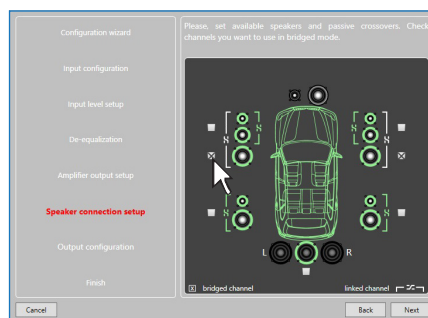 Configuration wizard
Input configuration
Input level setup
De-equalization
Amplifier output setup
Speaker connection setup
Output configuration
Finish
Please, set available speakers and passive crossovers. Check
channels you want to use in bridged mode.
L R
X bridged channel linked channel
Cancel Back Next